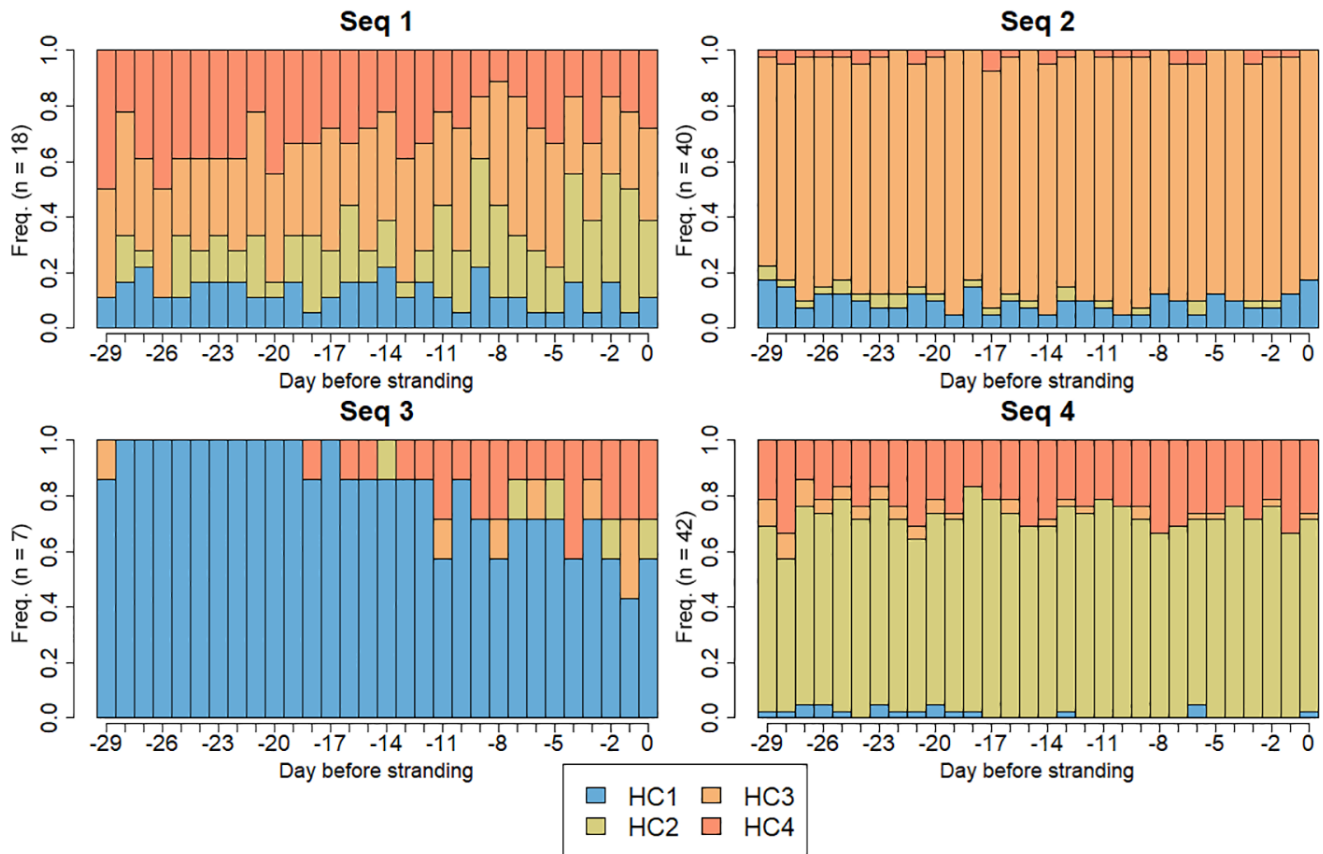 Seq 1
Freq. (n = 18)
0.0 0.2 0.4 0.6 0.8 1.0
-29 -26 -23 -20 -17 -14 -11 -8 -5 -2 0
Day before stranding
Seq 2
Freq. (n = 40)
0.0 0.2 0.4 0.6 0.8 1.0
-29 -26 -23 -20 -17 -14 -11 -8 -5 -2 0
Day before stranding
Seq 3
Freq. (n = 7)
0.0 0.2 0.4 0.6 0.8 1.0
-29 -26 -23 -20 -17 -14 -11 -8 -5 -2 0
Day before stranding
Seq 4
Freq. (n = 42)
0.0 0.2 0.4 0.6 0.8 1.0
-29 -26 -23 -20 -17 -14 -11 -8 -5 -2 0
Day before stranding
HC1 HC3
HC2 HC4